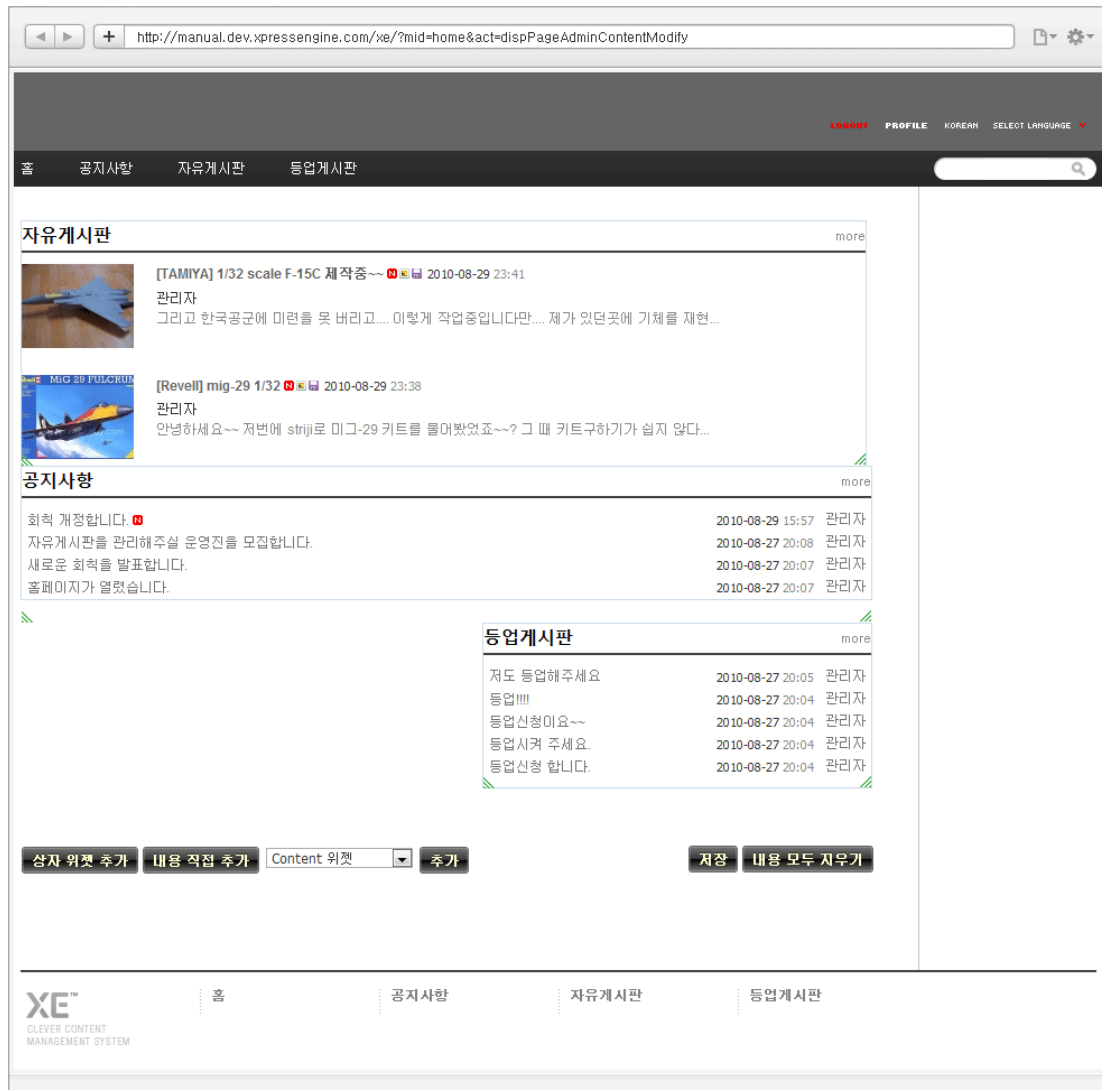 http://manual.dev.xpressengine.com/xe/?mid=home&act=dispPageAdminContentModify
LOGOUT PROFILE KOREAN SELECT LANGUAGE
홈 공지사항 자유게시판 등업게시판
자유게시판 more
[TAMIYA] 1/32 scale F-15C 제작중~~ N 2010-08-29 23:41
관리자
그리고 한국공군에 미련을 못 버리고.... 이렇게 작업중입니다만.... 제가 있던곳에 기체를 재현...
MiG 29 FULCRUM
[Revell] mig-29 1/32 N 2010-08-29 23:38
관리자
안녕하세요~~ 저번에 striji로 미그-29 키트를 물어봤었죠~~? 그 때 키트구하기가 쉽지 않다...
공지사항 more
회칙 개정합니다. N 2010-08-29 15:57 관리자
자유게시판을 관리해주실 운영진을 모집합니다. 2010-08-27 20:08 관리자
새로운 회칙을 발표합니다. 2010-08-27 20:07 관리자
홈페이지가 열렸습니다. 2010-08-27 20:07 관리자
등업게시판 more
저도 등업해주세요 2010-08-27 20:05 관리자
등업!!!! 2010-08-27 20:04 관리자
등업신청이요~~ 2010-08-27 20:04 관리자
등업시켜 주세요. 2010-08-27 20:04 관리자
등업신청 합니다. 2010-08-27 20:04 관리자
상자 위젯 추가 내용 직접 추가 Content 위젯 추가 저장 내용 모두 지우기
XE™ 홈 공지사항 자유게시판 등업게시판
CLEVER CONTENT
MANAGEMENT SYSTEM